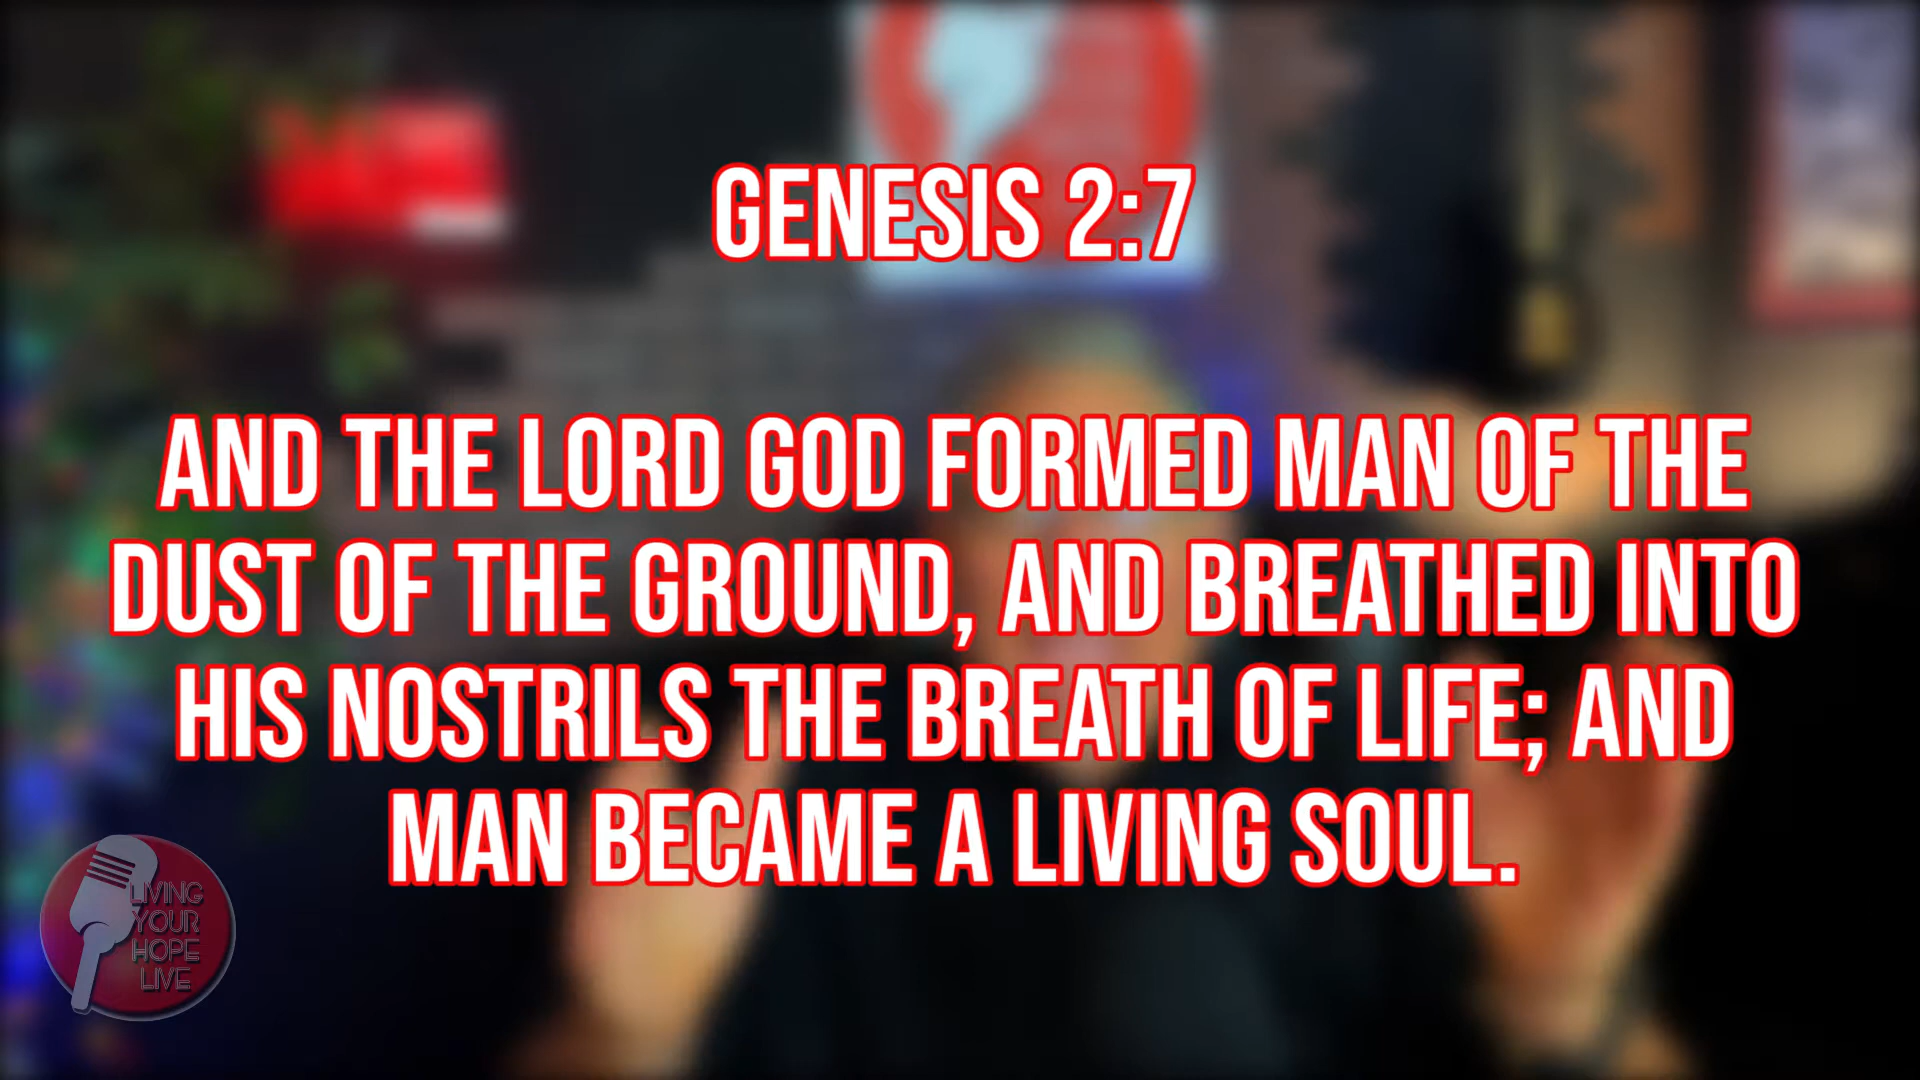 GENESIS 2:7
AND THE LORD GOD FORMED MAN OF THE
DUST OF THE GROUND, AND BREATHED INTO
HIS NOSTRILS THE BREATH OF LIFE; AND
MAN BECAME A LIVING SOUL.
LIVING
YOUR
HOPE
LIVE